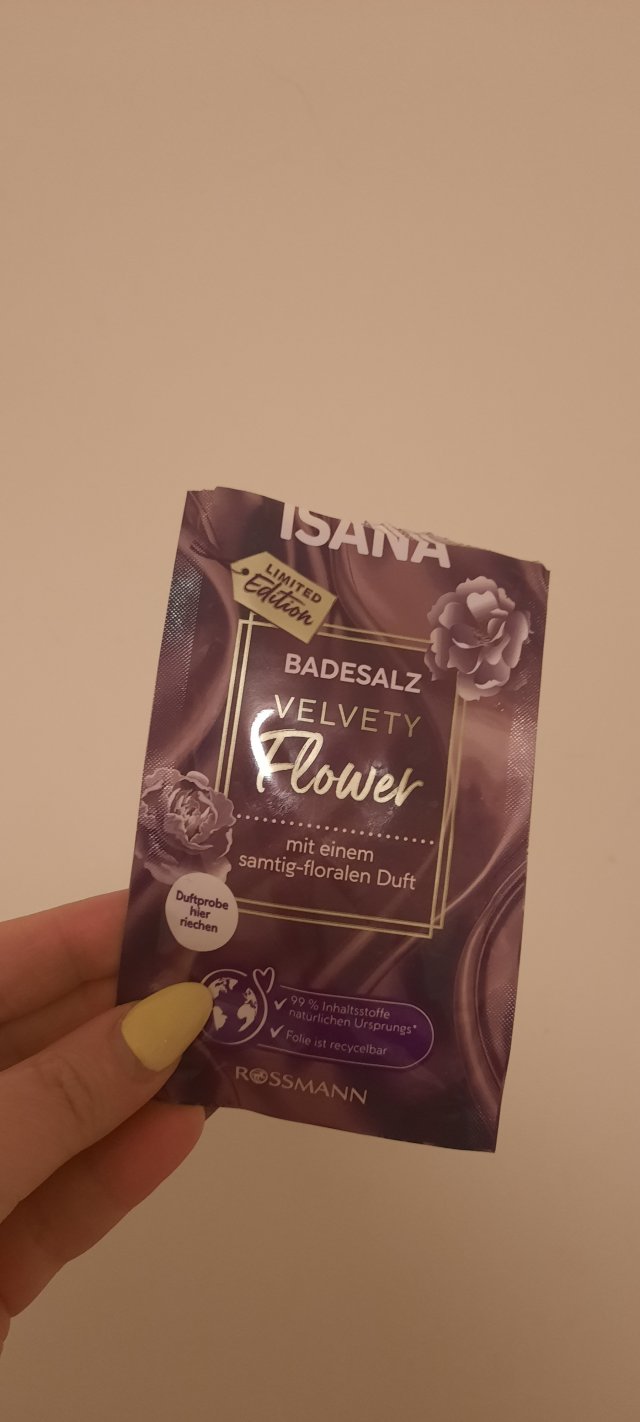 ISANA
LIMITED
Edition
BADESALZ
VELVETY
Flower
mit einem
samtig-floralen Duft
Duftprobe
hier
riechen
99 % Inhaltsstoffe
natürlichen Ursprungs*
Folie ist recycelbar
ROSSMANN